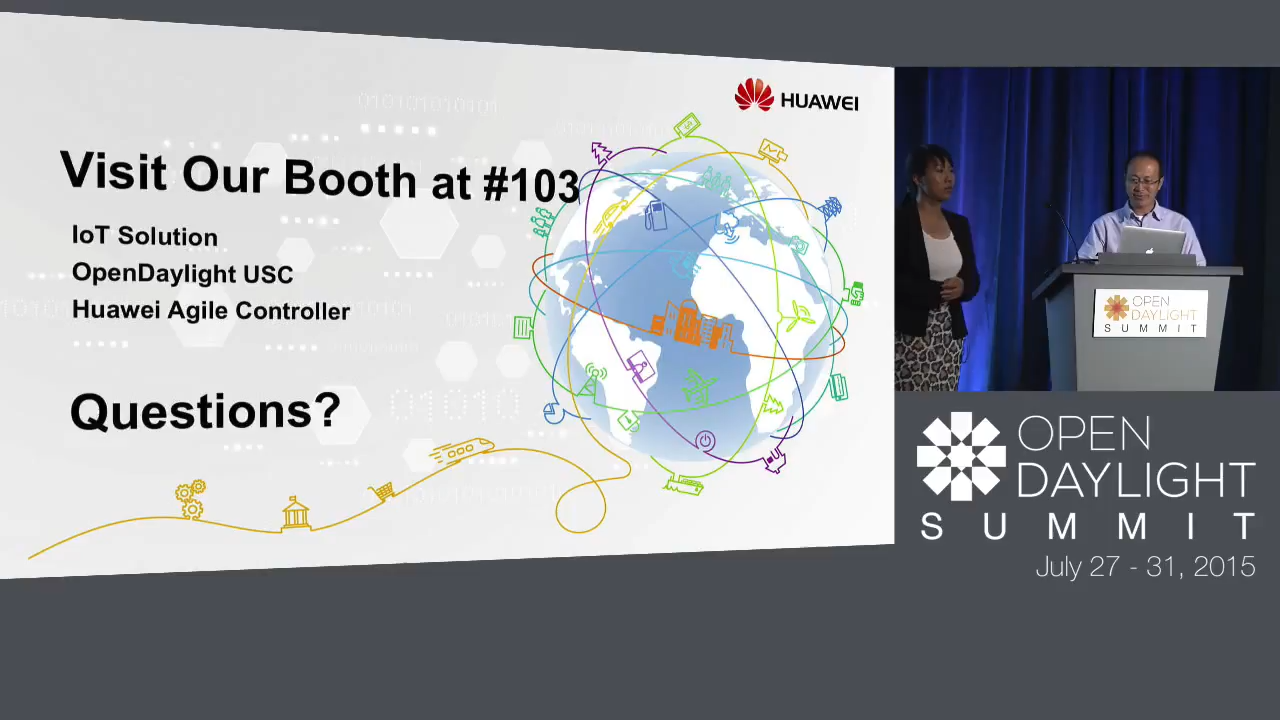 HUAWEI
Visit Our Booth at #103
IoT Solution
OpenDaylight USC
Huawei Agile Controller
Questions?
01010
OPEN
DAYLIGHT
SUMMIT
OPEN
DAYLIGHT
SUMMIT
July 27 - 31, 2015